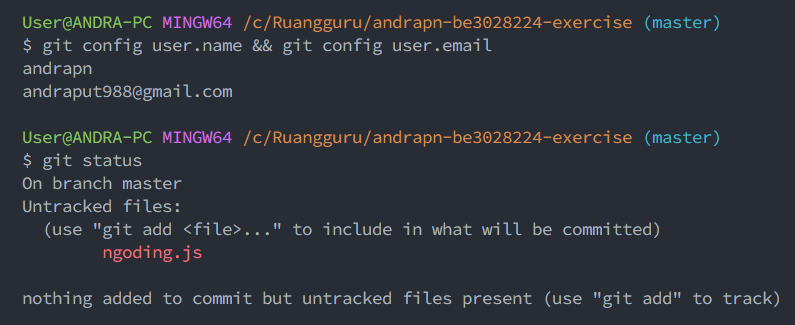 User@ANDRA-PC MINGW64 /c/Ruangguru/andrapn-be3028224-exercise (master)
$ git config user.name && git config user.email
andrapn
andraput988@gmail.com

User@ANDRA-PC MINGW64 /c/Ruangguru/andrapn-be3028224-exercise (master)
$ git status
On branch master
Untracked files:
  (use "git add <file>..." to include in what will be committed)
        ngoding.js

nothing added to commit but untracked files present (use "git add" to track)